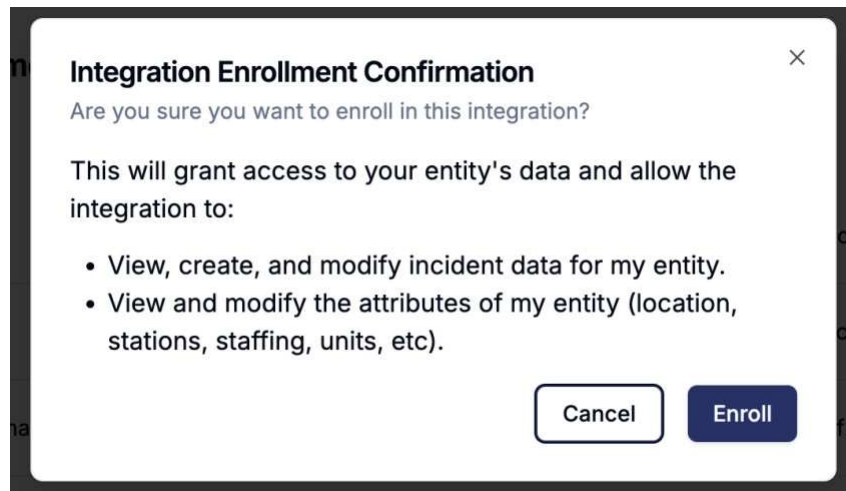 Integration Enrollment Confirmation
Are you sure you want to enroll in this integration?
This will grant access to your entity's data and allow the
integration to:
• View, create, and modify incident data for my entity.
• View and modify the attributes of my entity (location,
stations, staffing, units, etc).
Cancel
Enroll